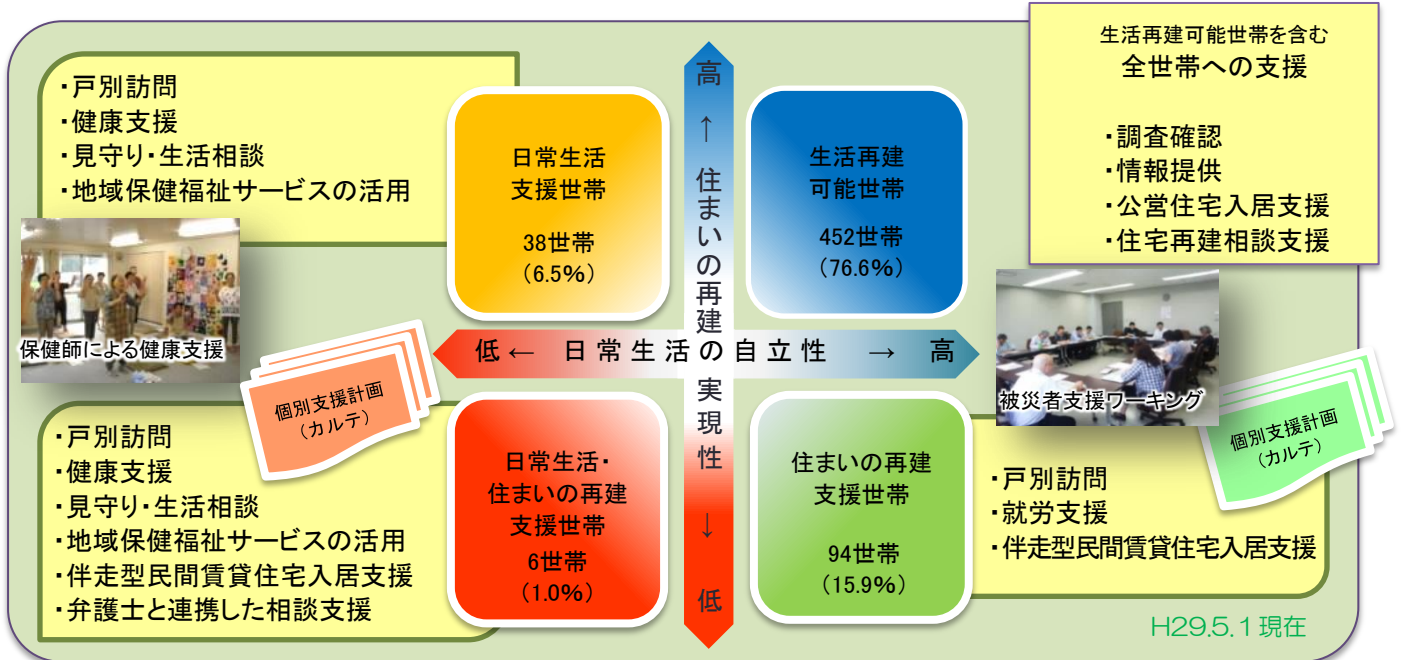 ・戸別訪問
・健康支援
・見守り・生活相談
・地域保健福祉サービスの活用
保健師による健康支援
日常生活
支援世帯
38世帯
（6.5%）
高 ↑ 住まいの再建の実現性 ↓ 低
生活再建
可能世帯
452世帯
（76.6%）
生活再建可能世帯を含む
全世帯への支援
・調査確認
・情報提供
・公営住宅入居支援
・住宅再建相談支援
低 ← 日常生活の自立性 → 高
被災者支援ワーキング
個別支援計画
（カルテ）
・戸別訪問
・健康支援
・見守り・生活相談
・地域保健福祉サービスの活用
・伴走型民間賃貸住宅入居支援
・弁護士と連携した相談支援
日常生活・
住まいの再建
支援世帯
6世帯
（1.0%）
住まいの再建
支援世帯
94世帯
（15.9%）
個別支援計画
（カルテ）
・戸別訪問
・就労支援
・伴走型民間賃貸住宅入居支援
H29.5.1 現在